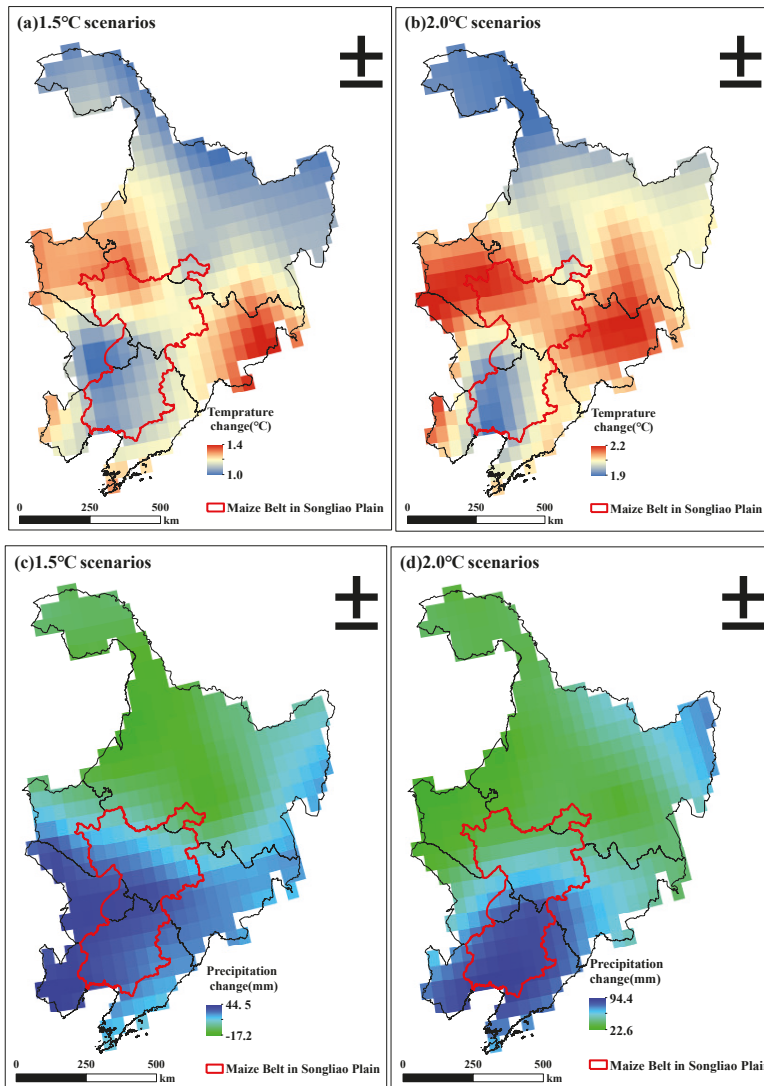 (a)1.5℃ scenarios
Temprature
change(℃)
1.4
1.0
0 250 500
km
Maize Belt in Songliao Plain
(b)2.0℃ scenarios
Temprature
change(℃)
2.2
1.9
0 250 500
km
Maize Belt in Songliao Plain
(c)1.5℃ scenarios
Precipitation
change(mm)
44. 5
-17.2
0 250 500
km
Maize Belt in Songliao Plain
(d)2.0℃ scenarios
Precipitation
change(mm)
94.4
22.6
0 250 500
km
Maize Belt in Songliao Plain